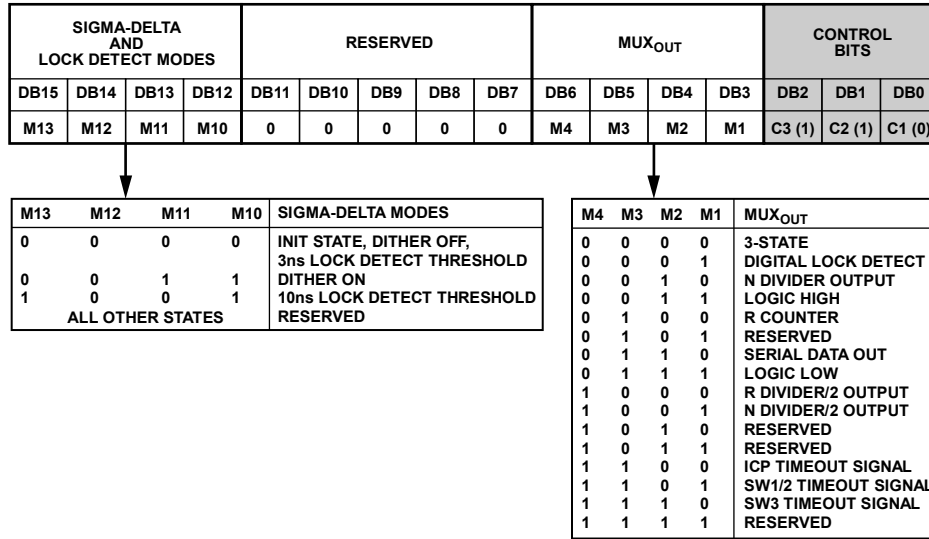 SIGMA-DELTA
AND
LOCK DETECT MODES
RESERVED
MUXOUT
CONTROL
BITS
DB15 DB14 DB13 DB12 DB11 DB10 DB9 DB8 DB7 DB6 DB5 DB4 DB3 DB2 DB1 DB0
M13 M12 M11 M10 0 0 0 0 0 M4 M3 M2 M1 C3 (1) C2 (1) C1 (0)
M13 M12 M11 M10 SIGMA-DELTA MODES
0 0 0 0 INIT STATE, DITHER OFF,
3ns LOCK DETECT THRESHOLD
0 0 1 1 DITHER ON
1 0 0 1 10ns LOCK DETECT THRESHOLD
ALL OTHER STATES RESERVED
M4 M3 M2 M1 MUXOUT
0 0 0 0 3-STATE
0 0 0 1 DIGITAL LOCK DETECT
0 0 1 0 N DIVIDER OUTPUT
0 0 1 1 LOGIC HIGH
0 1 0 0 R COUNTER
0 1 0 1 RESERVED
0 1 1 0 SERIAL DATA OUT
0 1 1 1 LOGIC LOW
1 0 0 0 R DIVIDER/2 OUTPUT
1 0 0 1 N DIVIDER/2 OUTPUT
1 0 1 0 RESERVED
1 0 1 1 RESERVED
1 1 0 0 ICP TIMEOUT SIGNAL
1 1 0 1 SW1/2 TIMEOUT SIGNAL
1 1 1 0 SW3 TIMEOUT SIGNAL
1 1 1 1 RESERVED